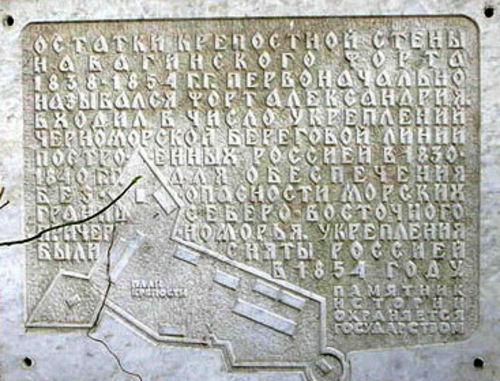 ОСТАТКИ КРЕПОСТНОЙ СТЕНЫ
НАВАГИНСКОГО ФОРТА
1838-1854 ГГ. ПЕРВОНАЧАЛЬНО
НАЗЫВАЛСЯ ФОРТ АЛЕКСАНДРИЯ.
ВХОДИЛ В ЧИСЛО УКРЕПЛЕНИЙ
ЧЕРНОМОРСКОЙ БЕРЕГОВОЙ ЛИНИИ
ПОСТРОЕННЫХ РОССИЕЙ В 1830-
1840 ГГ. ДЛЯ ОБЕСПЕЧЕНИЯ
БЕЗОПАСНОСТИ МОРСКИХ
ГРАНИЦ СЕВЕРО-ВОСТОЧНОГО
ПРИЧЕРНОМОРЬЯ. УКРЕПЛЕНИЯ
БЫЛИ СНЯТЫ РОССИЕЙ
В 1854 ГОДУ
ПЛАН
КРЕПОСТИ
ПАМЯТНИК
ИСТОРИИ
ОХРАНЯЕТСЯ
ГОСУДАРСТВОМ